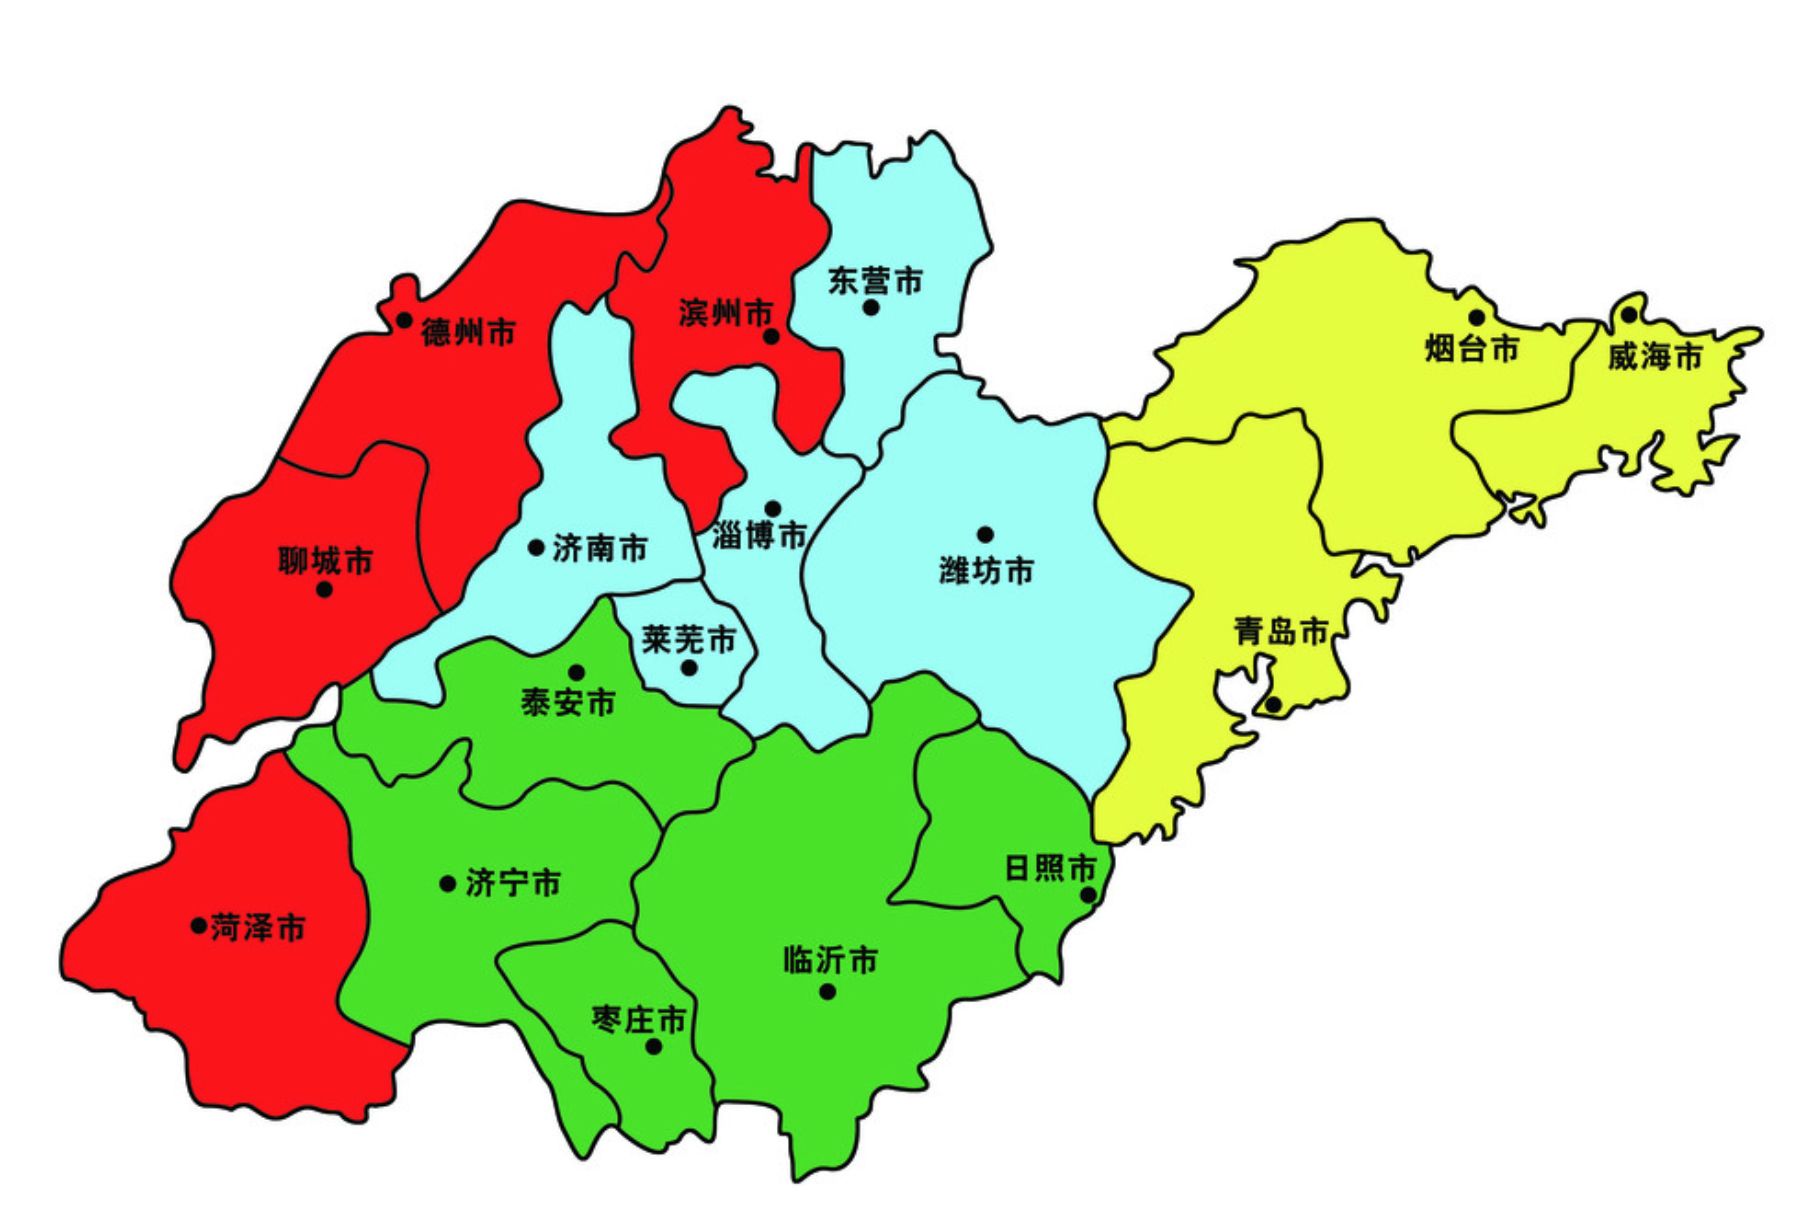 东营市
滨州市
德州市
烟台市
威海市
淄博市
济南市
聊城市
潍坊市
青岛市
莱芜市
泰安市
日照市
济宁市
菏泽市
临沂市
枣庄市